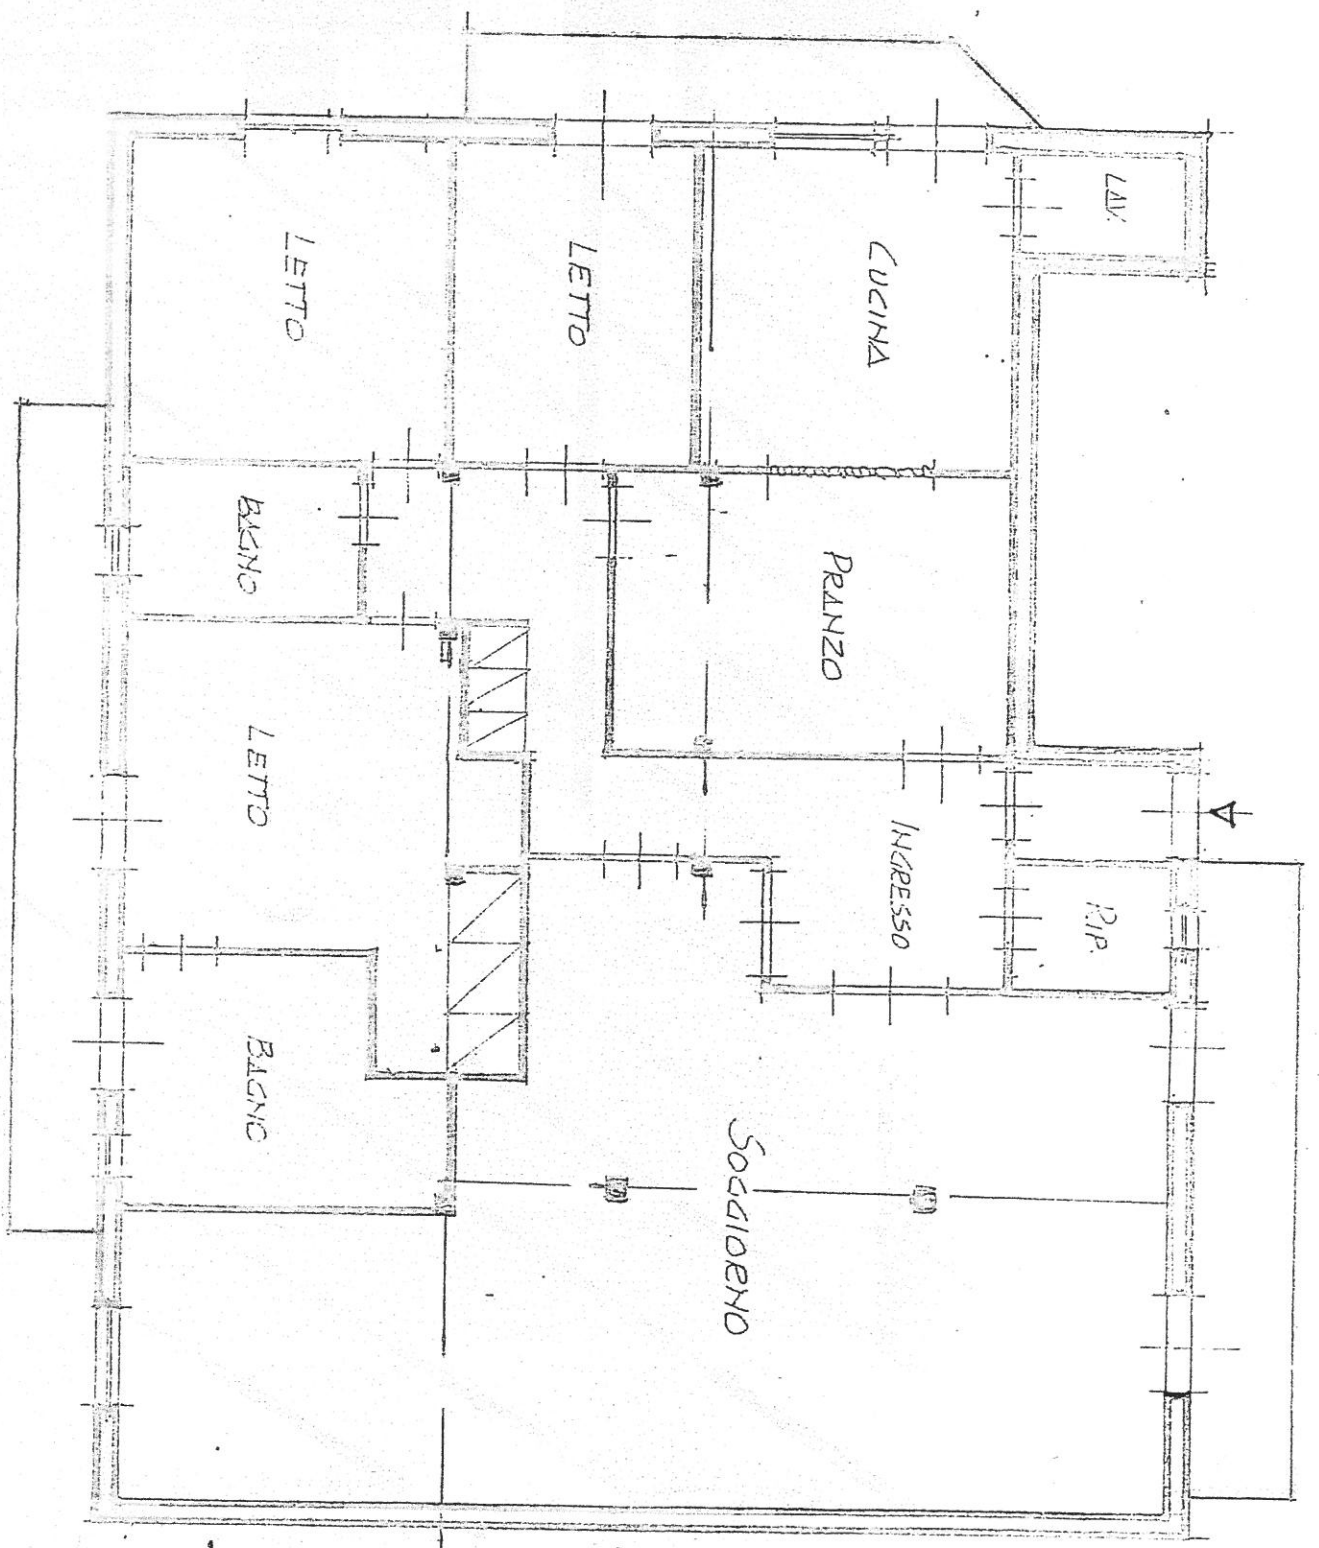 LAV.
CUCINA
LETTO
LETTO
PRANZO
BAGNO
INGRESSO
RIP.
LETTO
BAGNO
SOGGIORNO